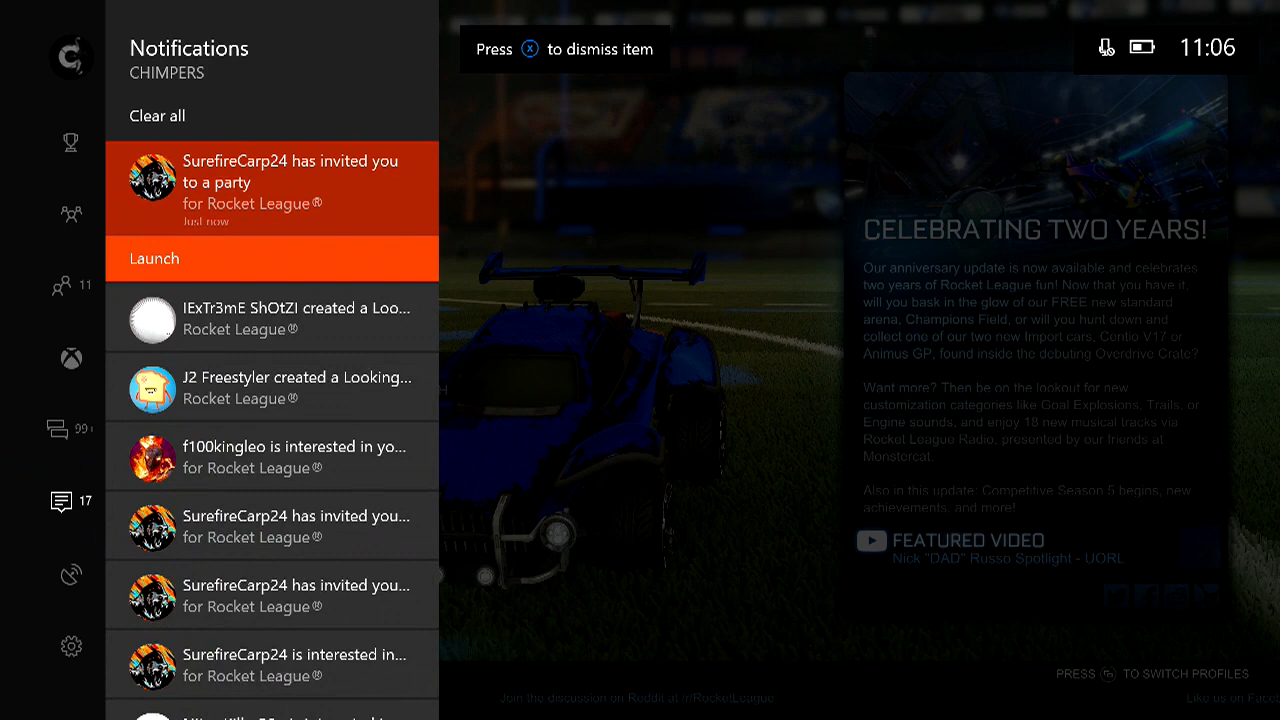 Notifications
CHIMPERS
Clear all
SurefireCarp24 has invited you
to a party
for Rocket League®
Just now
Launch
IExTr3mE ShOtZI created a Loo...
Rocket League®
J2 Freestyler created a Looking...
Rocket League®
f100kingleo is interested in yo...
for Rocket League®
SurefireCarp24 has invited you...
for Rocket League®
SurefireCarp24 has invited you...
for Rocket League®
SurefireCarp24 is interested in...
for Rocket League®
11
99+
17
Press X to dismiss item
11:06
CELEBRATING TWO YEARS!
Our anniversary update is now available and celebrates
two years of Rocket League fun! Now that you have it,
will you bask in the glow of our FREE new standard
arena, Champions Field, or will you hunt down and
collect one of our two new Import cars, Centio V17 or
Animus GP, found inside the debuting Overdrive Crate?
Want more? Then be on the lookout for new
customization categories like Goal Explosions, Trails, or
Engine sounds, and enjoy 18 new musical tracks via
Rocket League Radio, presented by our friends at
Monstercat.
Also in this update: Competitive Season 5 begins, new
achievements, and more!
FEATURED VIDEO
Nick "DAD" Russo Spotlight - UORL
PRESS TO SWITCH PROFILES
Join the discussion on Reddit at /r/RocketLeague
Like us on Face